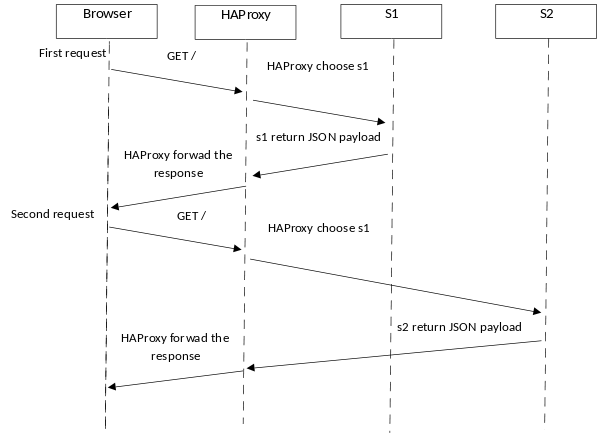 Browser
HAProxy
S1
S2
First request
GET /
HAProxy choose s1
s1 return JSON payload
HAProxy forwad the
response
Second request
GET /
HAProxy choose s1
s2 return JSON payload
HAProxy forwad the
response